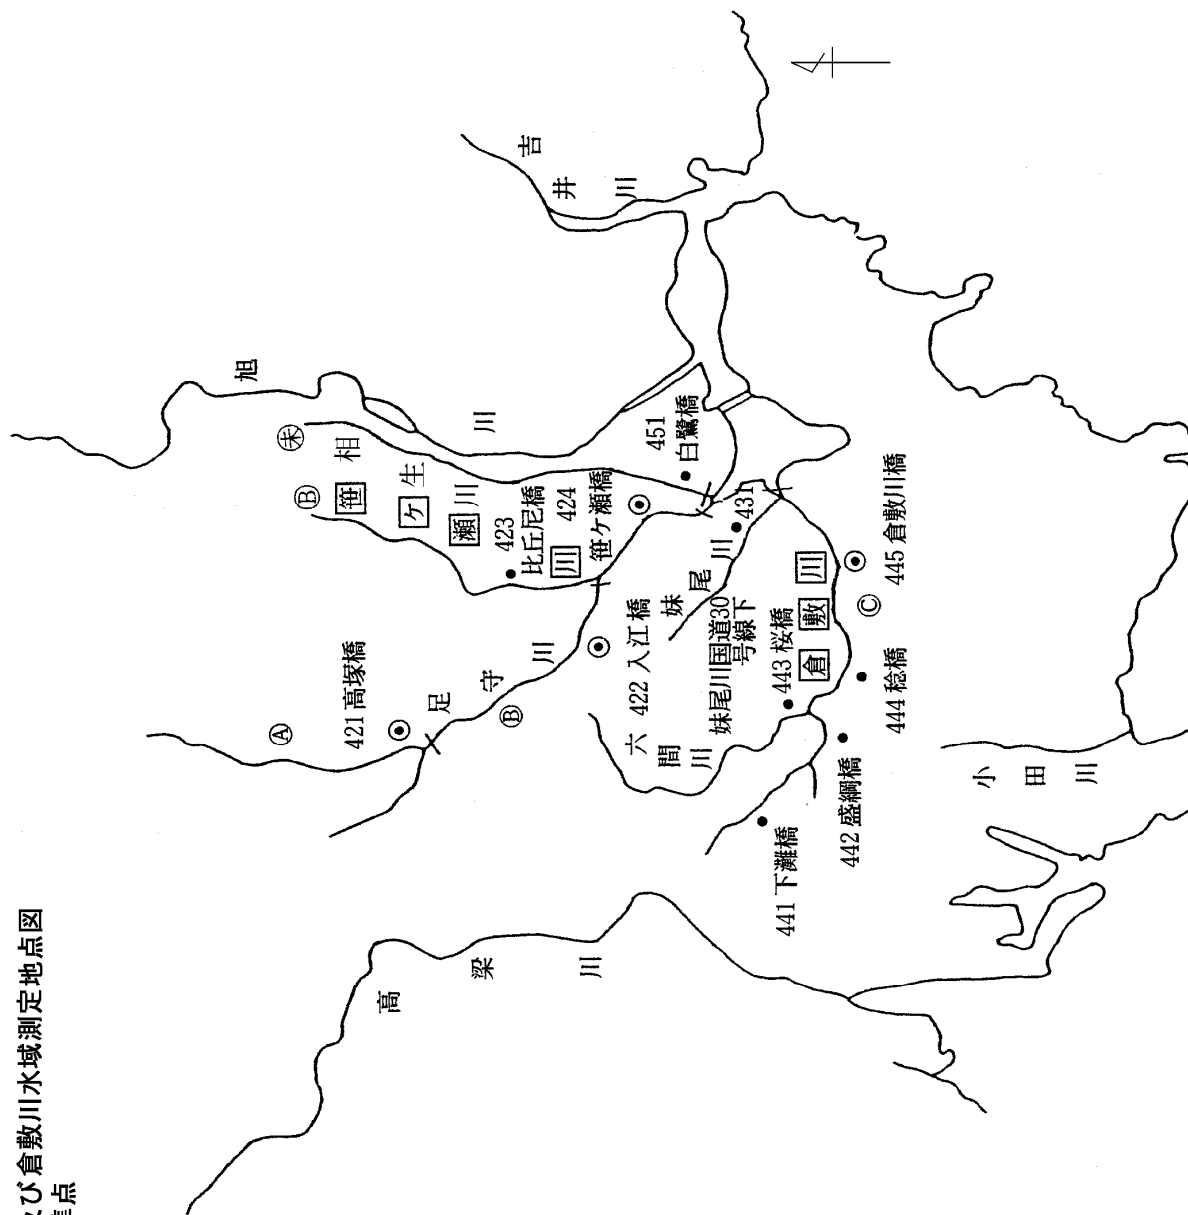 び倉敷川水域測定地点図
点
吉井川
旭川
㊍
相生川
Ⓑ
笹ケ瀬川
423
比丘尼橋
424
笹ケ瀬橋
451
白鷺橋
Ⓐ
421 高塚橋
足守川
Ⓑ
422 入江橋
妹尾川
431
妹尾川国道30
号線下
六間川
443 桜橋
倉敷川
445 倉敷川橋
Ⓒ
444 稔橋
442 盛綱橋
441 下灘橋
小田川
高梁川